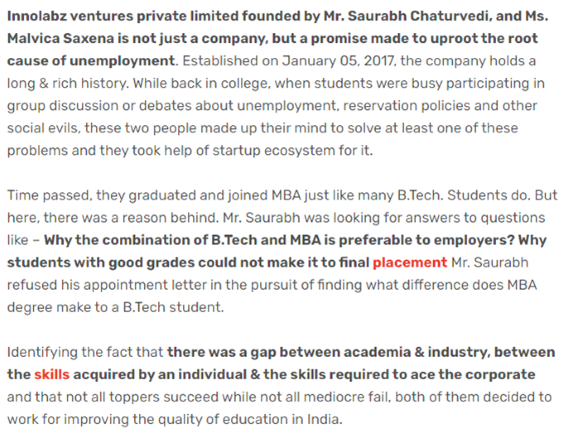 Innolabz ventures private limited founded by Mr. Saurabh Chaturvedi, and Ms.
Malvica Saxena is not just a company, but a promise made to uproot the root
cause of unemployment. Established on January 05, 2017, the company holds a
long & rich history. While back in college, when students were busy participating in
group discussion or debates about unemployment, reservation policies and other
social evils, these two people made up their mind to solve at least one of these
problems and they took help of startup ecosystem for it.
Time passed, they graduated and joined MBA just like many B.Tech. Students do. But
here, there was a reason behind. Mr. Saurabh was looking for answers to questions
like – Why the combination of B.Tech and MBA is preferable to employers? Why
students with good grades could not make it to final placement Mr. Saurabh
refused his appointment letter in the pursuit of finding what difference does MBA
degree make to a B.Tech student.
Identifying the fact that there was a gap between academia & industry, between
the skills acquired by an individual & the skills required to ace the corporate
and that not all toppers succeed while not all mediocre fail, both of them decided to
work for improving the quality of education in India.